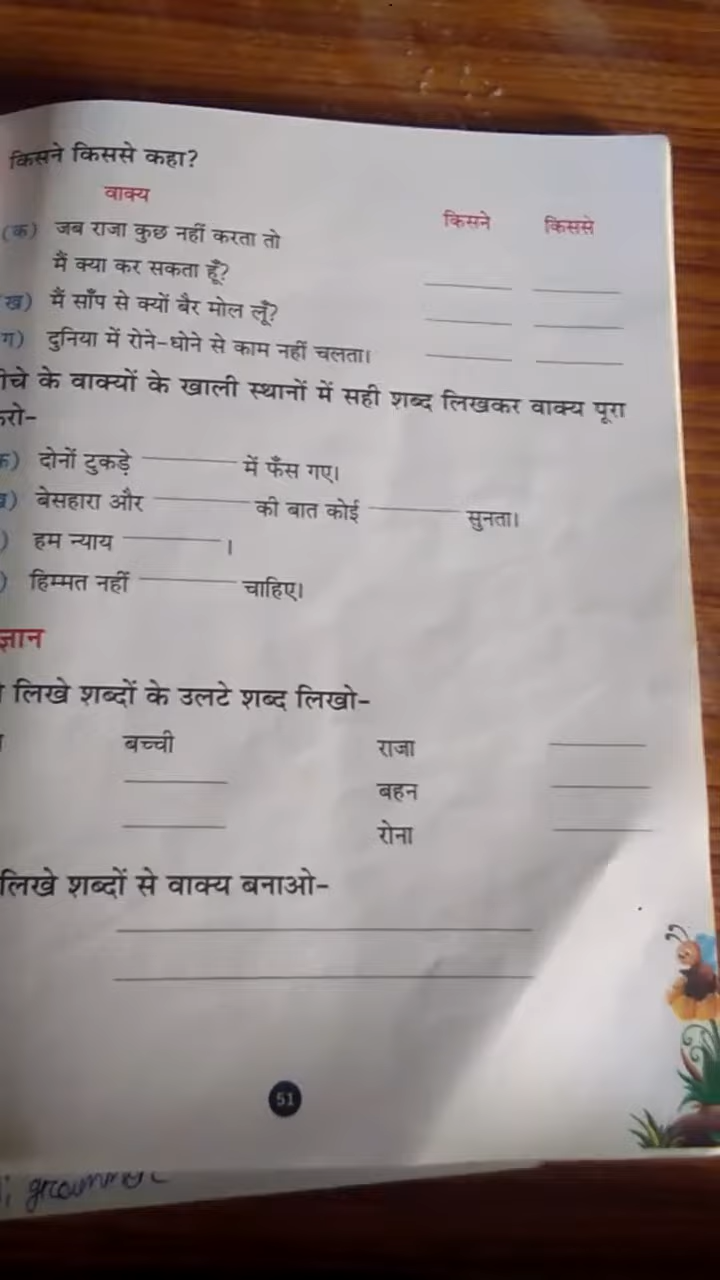 किसने किससे कहा?
वाक्य किसने किससे
(क) जब राजा कुछ नहीं करता तो
मैं क्या कर सकता हूँ?
ख) मैं साँप से क्यों बैर मोल लूँ?
ग) दुनिया में रोने-धोने से काम नहीं चलता।
के वाक्यों के खाली स्थानों में सही शब्द लिखकर वाक्य पूरा
दोनों टुकड़े में फँस गए।
बेसहारा और की बात कोई सुनता।
हम न्याय ।
हिम्मत नहीं चाहिए।
ज्ञान
लिखे शब्दों के उलटे शब्द लिखो-
बच्ची राजा
बहन
रोना
लिखे शब्दों से वाक्य बनाओ-
51